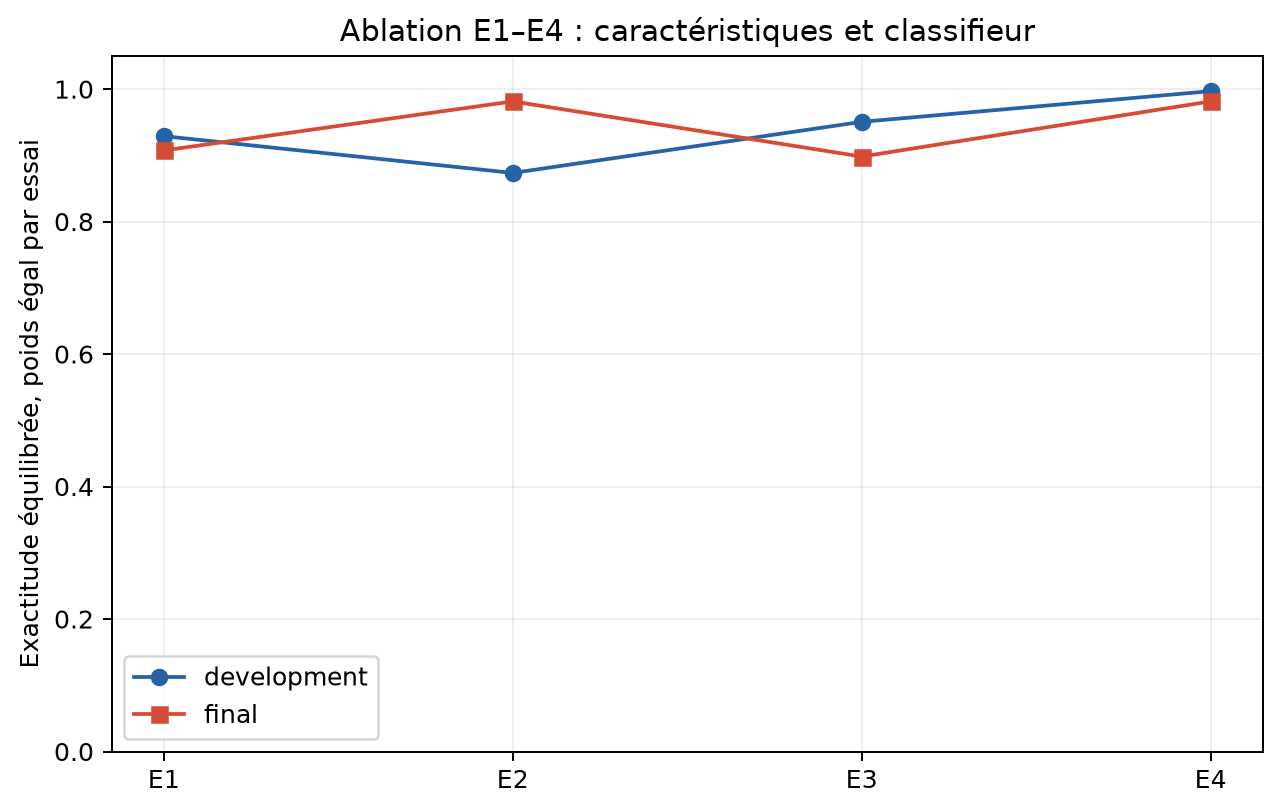 Ablation E1–E4 : caractéristiques et classifieur
Exactitude équilibrée, poids égal par essai
1.0
0.8
0.6
0.4
0.2
0.0
development
final
E1 E2 E3 E4